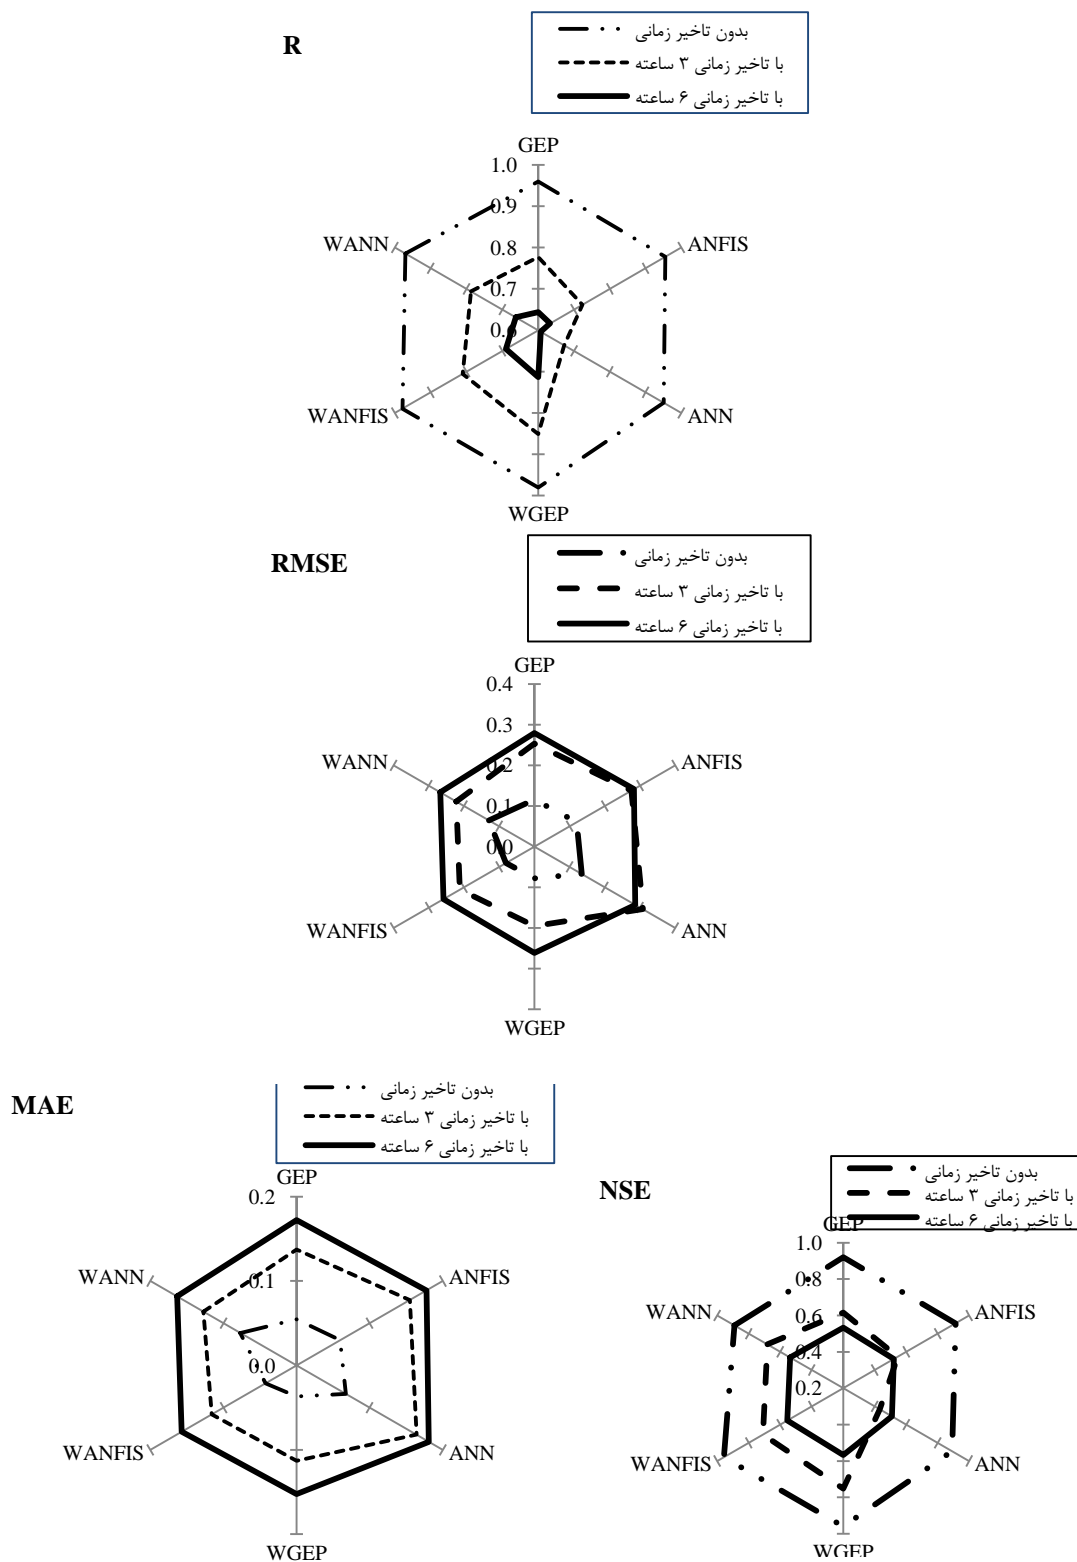 R
بدون تاخیر زمانی
با تاخیر زمانی ۳ ساعته
با تاخیر زمانی ۶ ساعته
GEP
1.0
0.9
0.8
0.7
0.6
ANFIS
ANN
WGEP
WANFIS
WANN
RMSE
بدون تاخیر زمانی
با تاخیر زمانی ۳ ساعته
با تاخیر زمانی ۶ ساعته
GEP
0.4
0.3
0.2
0.1
0.0
ANFIS
ANN
WGEP
WANFIS
WANN
MAE
بدون تاخیر زمانی
با تاخیر زمانی ۳ ساعته
با تاخیر زمانی ۶ ساعته
GEP
0.2
0.1
0.0
ANFIS
ANN
WGEP
WANFIS
WANN
NSE
بدون تاخیر زمانی
با تاخیر زمانی ۳ ساعته
با تاخیر زمانی ۶ ساعته
GEP
1.0
0.8
0.6
0.4
0.2
ANFIS
ANN
WGEP
WANFIS
WANN